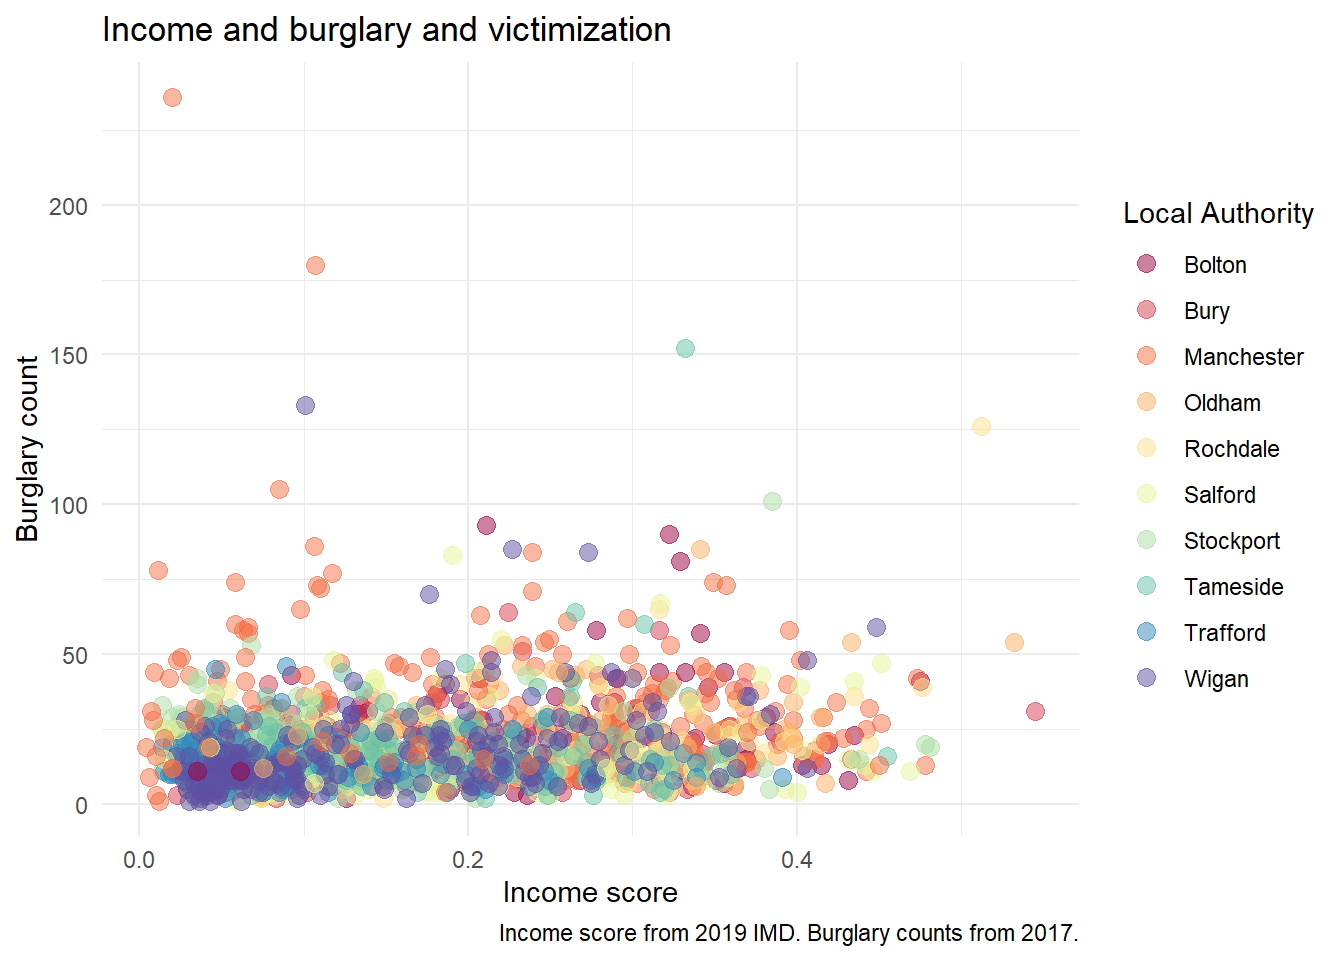 Income and burglary and victimization
200
150
100
50
0
Burglary count
0.0
0.2
0.4
Income score
Income score from 2019 IMD. Burglary counts from 2017.
Local Authority
Bolton
Bury
Manchester
Oldham
Rochdale
Salford
Stockport
Tameside
Trafford
Wigan